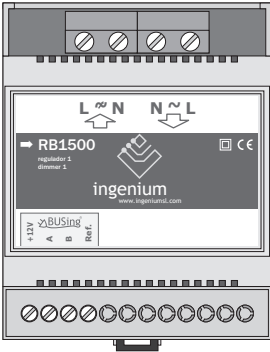 L ≁ N N ~ L
RB1500
regulador 1
dimmer 1
CE
ingenium
www.ingeniumsl.com
BUSing
+12V
A
B
Ref.